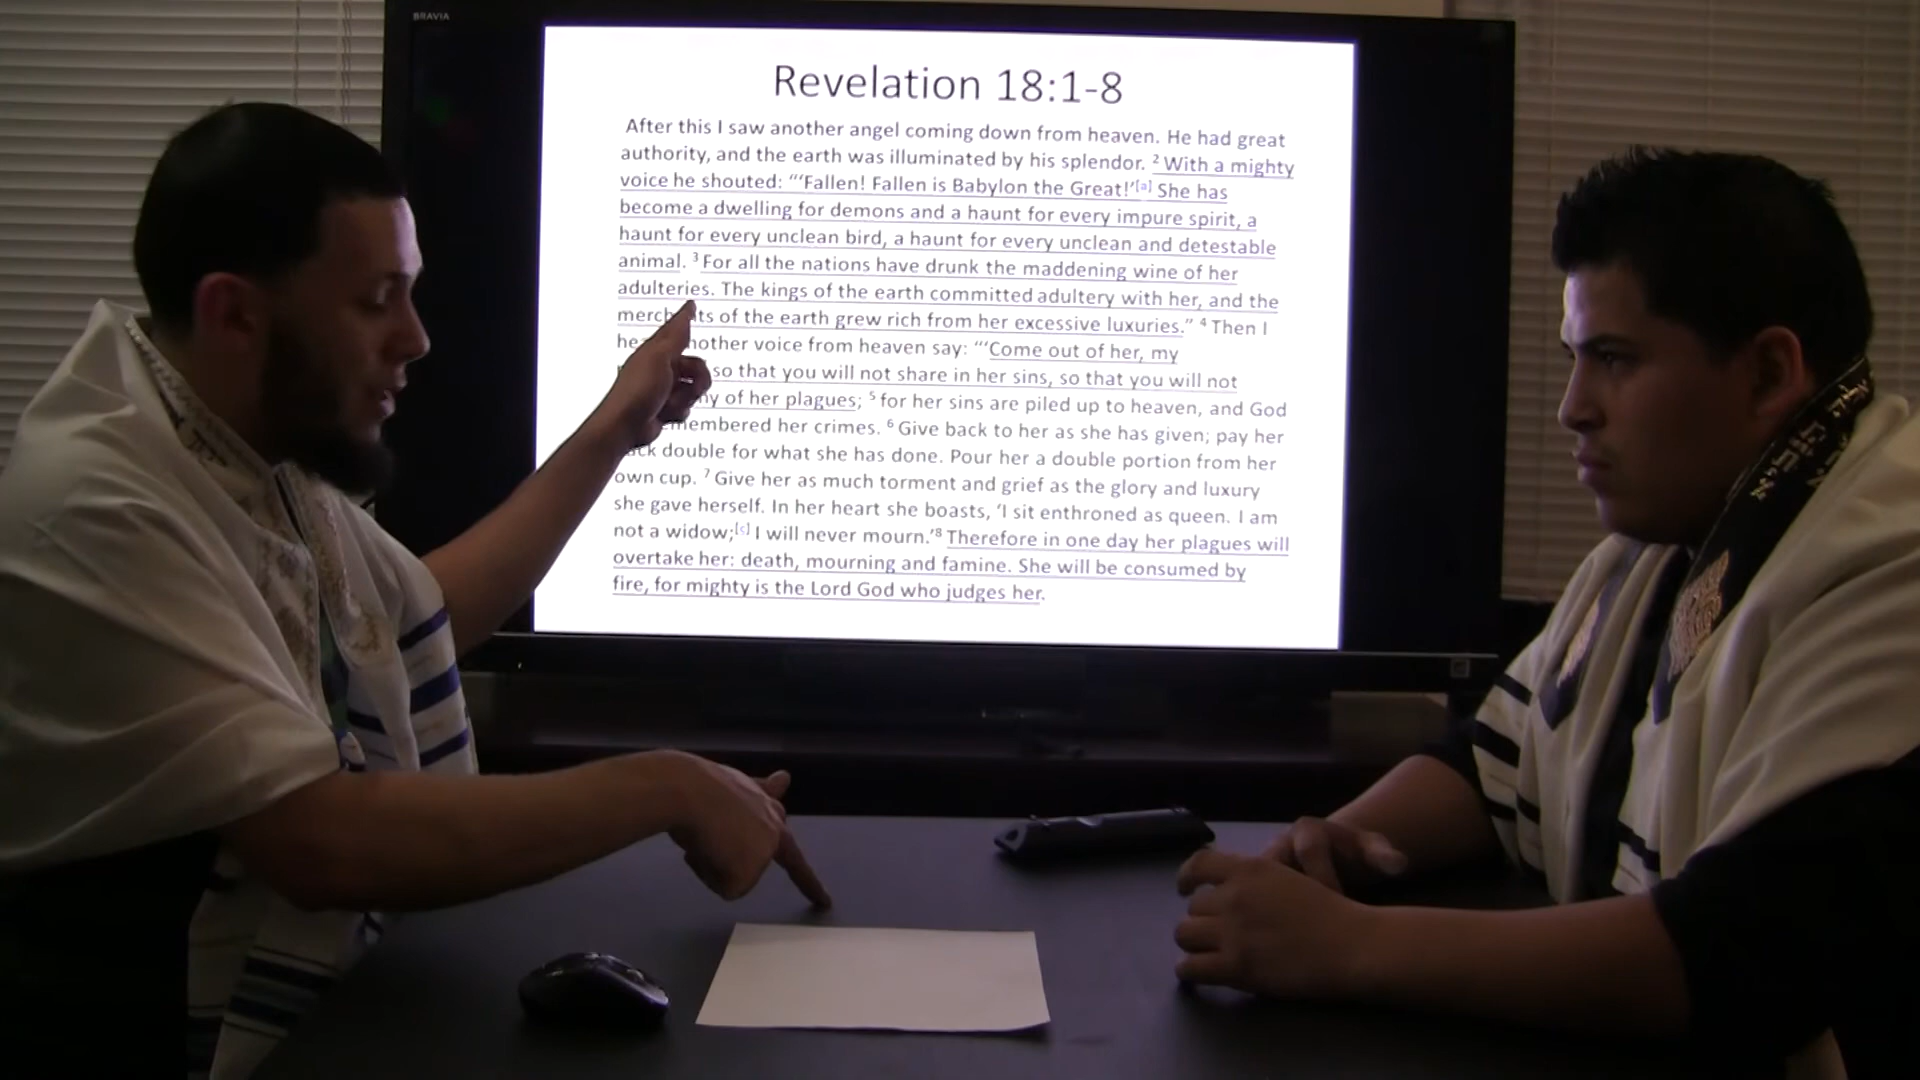 BRAVIA
Revelation 18:1-8
After this I saw another angel coming down from heaven. He had great
authority, and the earth was illuminated by his splendor. 2 With a mighty
voice he shouted: “‘Fallen! Fallen is Babylon the Great!’[a] She has
become a dwelling for demons and a haunt for every impure spirit, a
haunt for every unclean bird, a haunt for every unclean and detestable
animal. 3 For all the nations have drunk the maddening wine of her
adulteries. The kings of the earth committed adultery with her, and the
of the earth grew rich from her excessive luxuries.” 4 Then I
voice from heaven say: “‘Come out of her, my
so that you will not share in her sins, so that you will not
of her plagues; 5 for her sins are piled up to heaven, and God
her crimes. 6 Give back to her as she has given; pay her
double for what she has done. Pour her a double portion from her
own cup. 7 Give her as much torment and grief as the glory and luxury
she gave herself. In her heart she boasts, ‘I sit enthroned as queen. I am
not a widow;[c] I will never mourn.’8 Therefore in one day her plagues will
overtake her: death, mourning and famine. She will be consumed by
fire, for mighty is the Lord God who judges her.